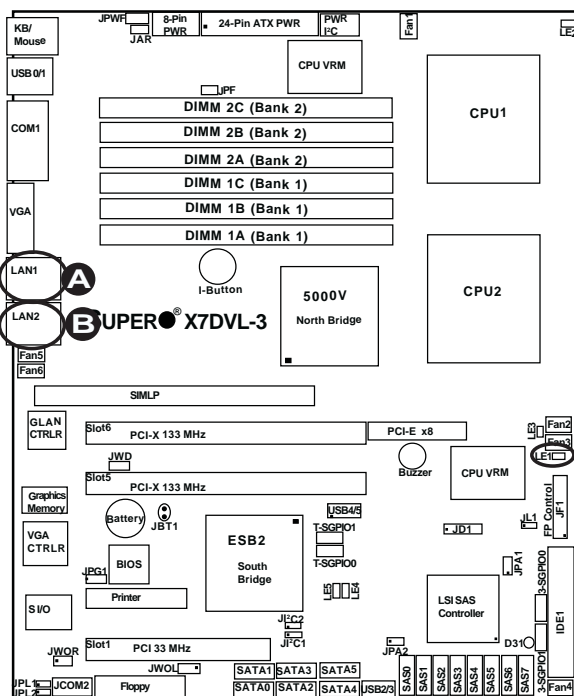 KB/
Mouse
JPWF
JAR
8-Pin
PWR
24-Pin ATX PWR
PWR
I²C
Fan1
LE2
USB0/1
CPU VRM
JPF
COM1
CPU1
DIMM 2C (Bank 2)
DIMM 2B (Bank 2)
DIMM 2A (Bank 2)
DIMM 1C (Bank 1)
DIMM 1B (Bank 1)
DIMM 1A (Bank 1)
VGA
LAN1
A
I-Button
5000V
North Bridge
CPU2
LAN2
B
UPER ® X7DVL-3
Fan5
Fan6
SIMLP
GLAN
CTRLR
Slot6
PCI-X 133 MHz
PCI-E x8
LE3
Fan2
Fan3
LE1
JWD
Buzzer
CPU VRM
Slot5
PCI-X 133 MHz
Graphics
Memory
Battery
JBT1
USB4/5
T-SGPIO1
T-SGPIO0
JD1
JL1
FP Control
JF1
VGA
CTRLR
BIOS
ESB2
South
Bridge
JPG1
Printer
LE5
LE4
JPA1
3-SGPIO0
3-SGPIO1
IDE1
S I/O
LSI SAS
Controller
JI²C2
JI²C1
D31
Slot1
PCI 33 MHz
JPA2
JWOR
JWOL
JPL1
JPL2
JCOM2
Floppy
SATA1
SATA3
SATA5
SATA0
SATA2
SATA4
USB2/3
SAS0
SAS1
SAS2
SAS3
SAS4
SAS5
SAS6
SAS7
Fan4